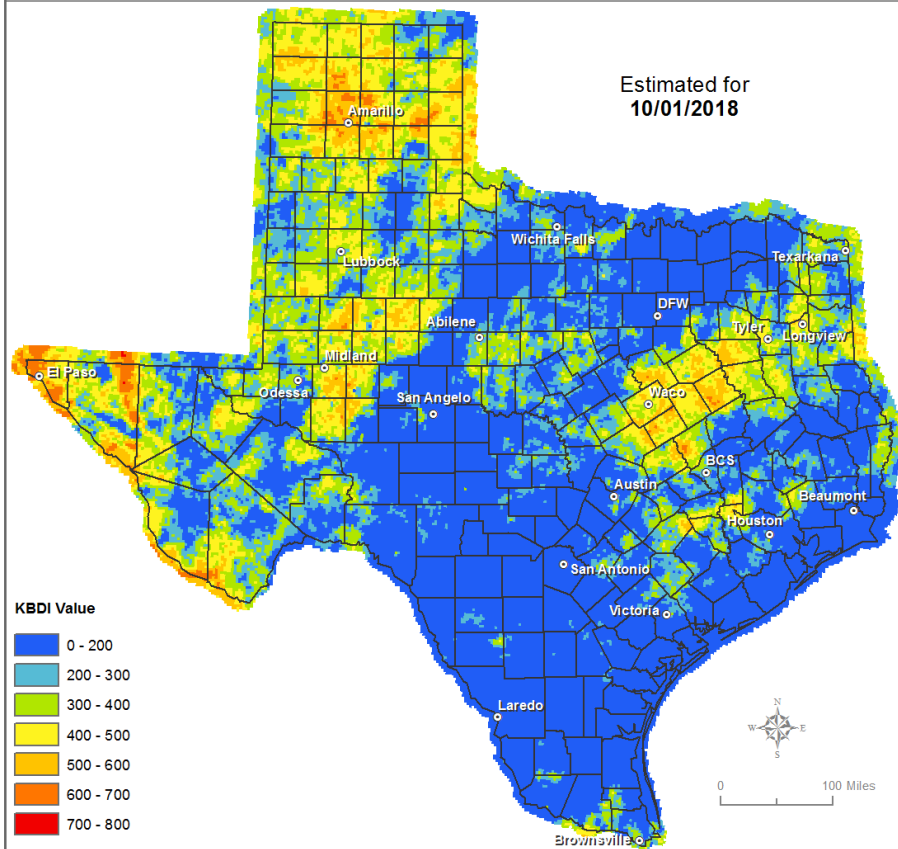 Estimated for
10/01/2018
Amarillo
Wichita Falls
Texarkana
Lubbock
DFW
Abilene
Tyler
Longview
Midland
El Paso
Odessa
Waco
San Angelo
BCS
Austin
Beaumont
Houston
San Antonio
Victoria
Laredo
Brownsville
KBDI Value
0 - 200
200 - 300
300 - 400
400 - 500
500 - 600
600 - 700
700 - 800
N
W E
S
0 100 Miles